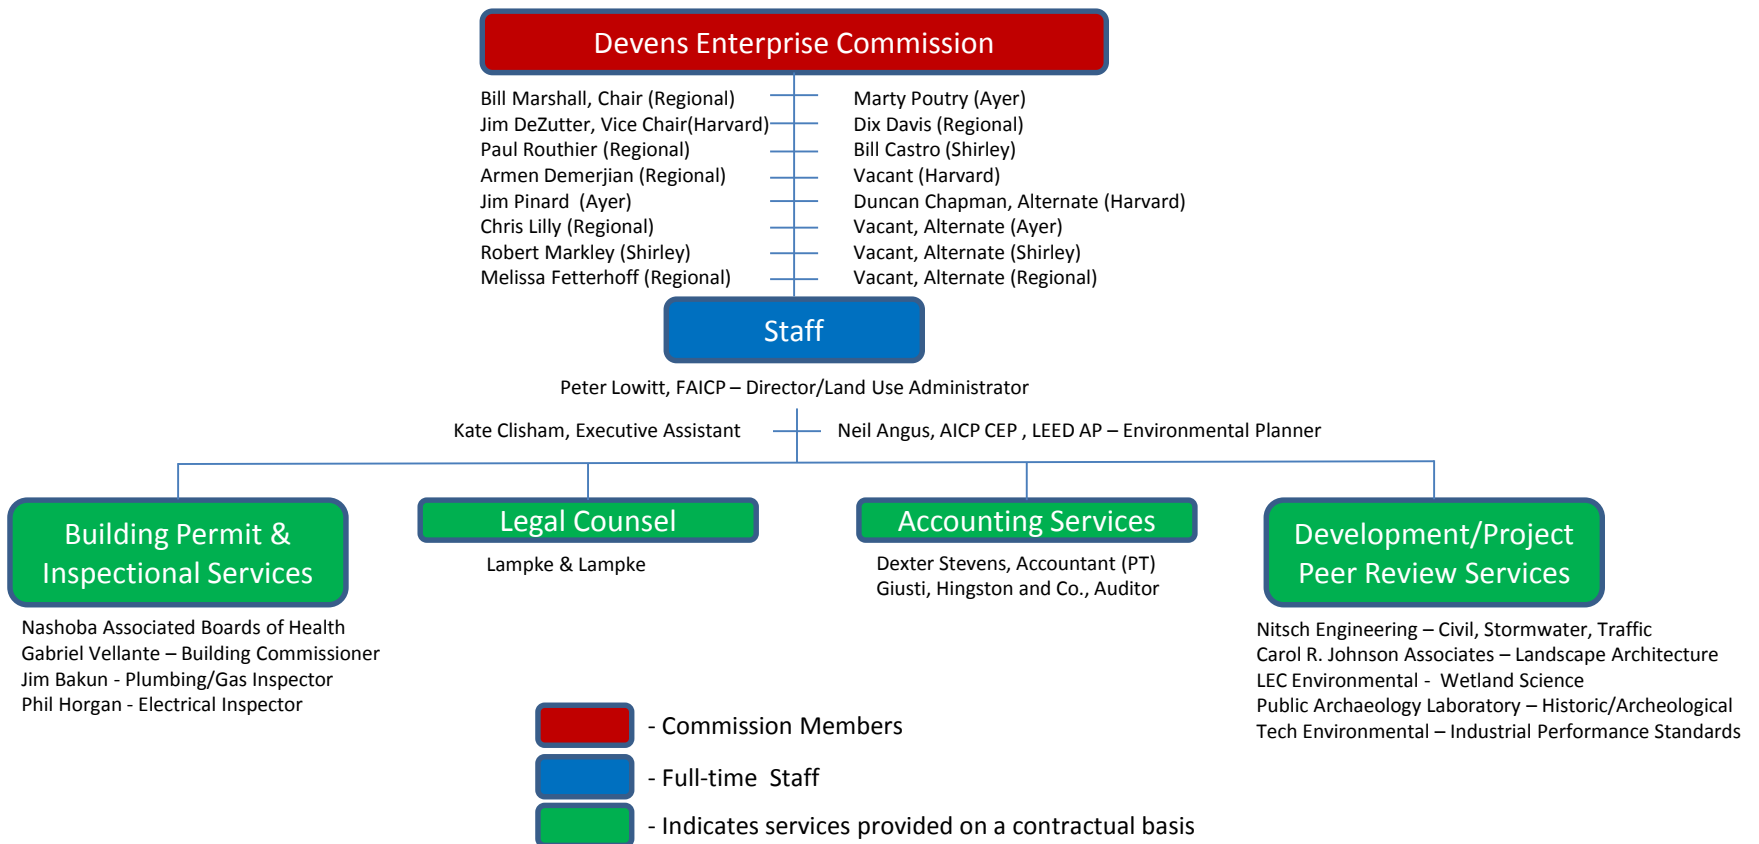 Devens Enterprise Commission
Bill Marshall, Chair (Regional)
Jim DeZutter, Vice Chair(Harvard)
Paul Routhier (Regional)
Armen Demerjian (Regional)
Jim Pinard  (Ayer)
Chris Lilly (Regional)
Robert Markley (Shirley)
Melissa Fetterhoff (Regional)
Marty Poutry (Ayer)
Dix Davis (Regional)
Bill Castro (Shirley)
Vacant (Harvard)
Duncan Chapman, Alternate (Harvard)
Vacant, Alternate (Ayer)
Vacant, Alternate (Shirley)
Vacant, Alternate (Regional)
Staff
Peter Lowitt, FAICP – Director/Land Use Administrator
Kate Clisham, Executive Assistant
Neil Angus, AICP CEP , LEED AP – Environmental Planner
Building Permit &
Inspectional Services
Nashoba Associated Boards of Health
Gabriel Vellante – Building Commissioner
Jim Bakun - Plumbing/Gas Inspector
Phil Horgan - Electrical Inspector
Legal Counsel
Lampke & Lampke
Accounting Services
Dexter Stevens, Accountant (PT)
Giusti, Hingston and Co., Auditor
Development/Project
Peer Review Services
Nitsch Engineering – Civil, Stormwater, Traffic
Carol R. Johnson Associates – Landscape Architecture
LEC Environmental -  Wetland Science
Public Archaeology Laboratory – Historic/Archeological
Tech Environmental – Industrial Performance Standards
- Commission Members
- Full-time  Staff
- Indicates services provided on a contractual basis